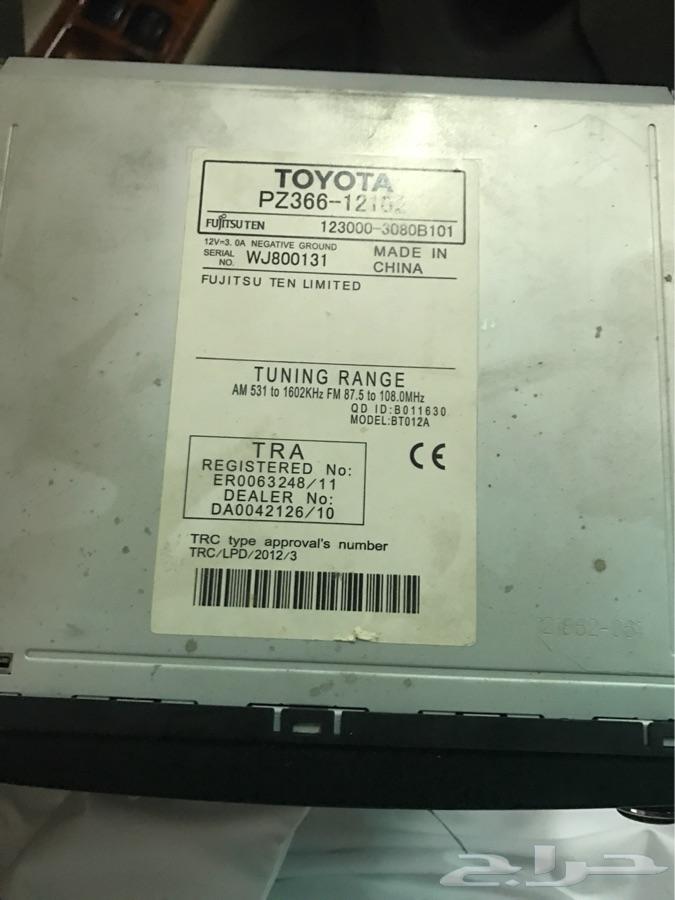 TOYOTA
PZ366-12102
FUJITSU TEN 123000-3080B101
12V=3.0A NEGATIVE GROUND
SERIAL NO. WJ800131
MADE IN CHINA
FUJITSU TEN LIMITED
TUNING RANGE
AM 531 to 1602KHz FM 87.5 to 108.0MHz
QD ID:B011630
MODEL:BT012A
TRA
REGISTERED No:
ER0063248/11
DEALER No:
DA0042126/10
CE
TRC type approval's number
TRC/LPD/2012/3
حراج